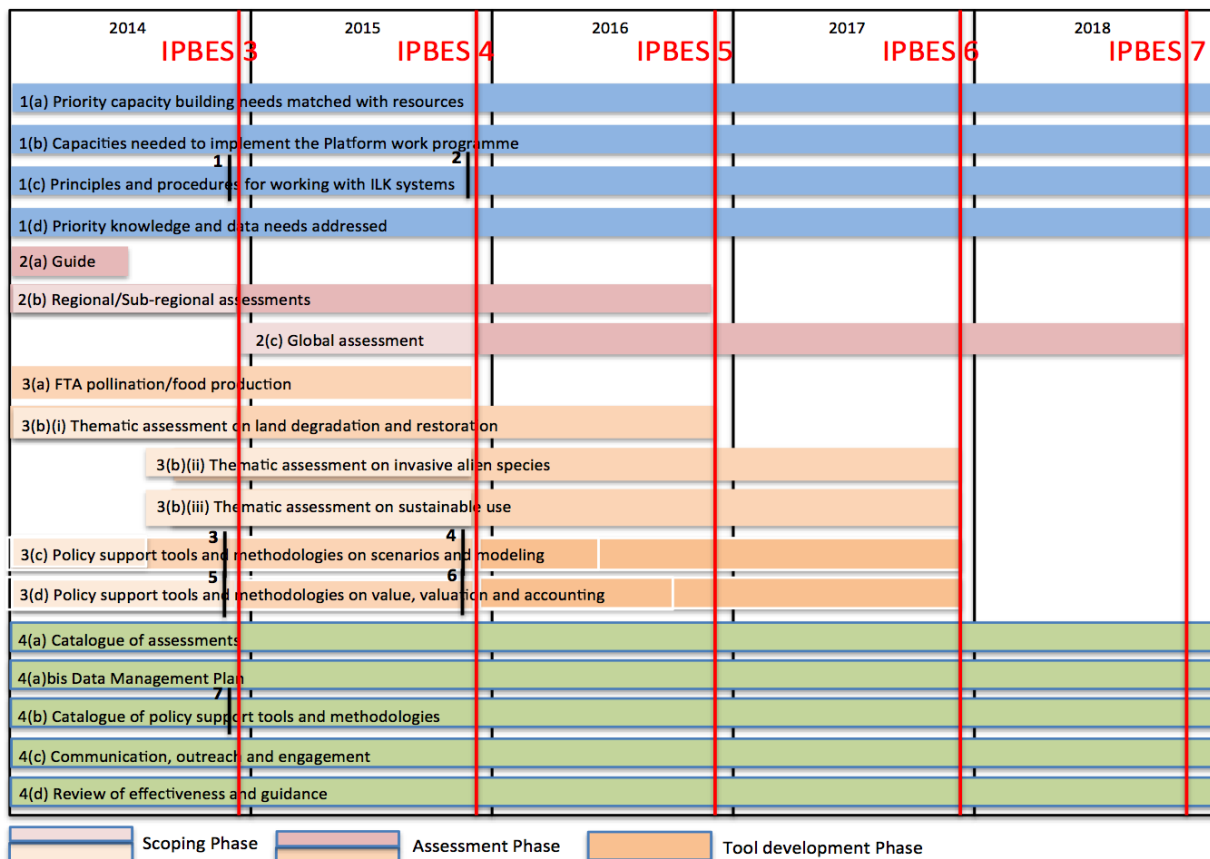 2014
2015
2016
2017
2018
IPBES 3
IPBES 4
IPBES 5
IPBES 6
IPBES 7
1(a) Priority capacity building needs matched with resources
1(b) Capacities needed to implement the Platform work programme
1
2
1(c) Principles and procedures for working with ILK systems
1(d) Priority knowledge and data needs addressed
2(a) Guide
2(b) Regional/Sub-regional assessments
2(c) Global assessment
3(a) FTA pollination/food production
3(b)(i) Thematic assessment on land degradation and restoration
3(b)(ii) Thematic assessment on invasive alien species
3(b)(iii) Thematic assessment on sustainable use
3
4
3(c) Policy support tools and methodologies on scenarios and modeling
5
6
3(d) Policy support tools and methodologies on value, valuation and accounting
4(a) Catalogue of assessments
4(a)bis Data Management Plan
7
4(b) Catalogue of policy support tools and methodologies
4(c) Communication, outreach and engagement
4(d) Review of effectiveness and guidance
Scoping Phase
Assessment Phase
Tool development Phase